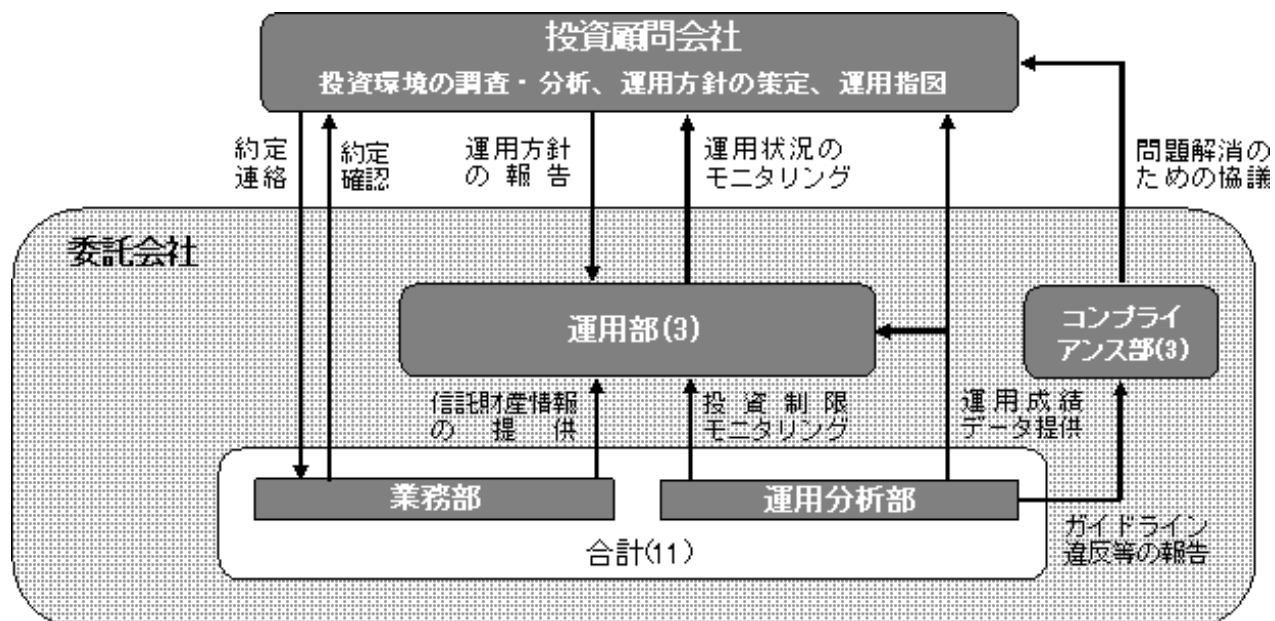 投資顧問会社
投資環境の調査・分析、運用方針の策定、運用指図
約定
連絡
約定
確認
運用方針
の報告
運用状況の
モニタリング
問題解消の
ための協議
委託会社
運用部(3)
コンプライ
アンス部(3)
信託財産情報
の提供
投資制限
モニタリング
運用成績
データ提供
業務部
運用分析部
合計(11)
ガイドライン
違反等の報告